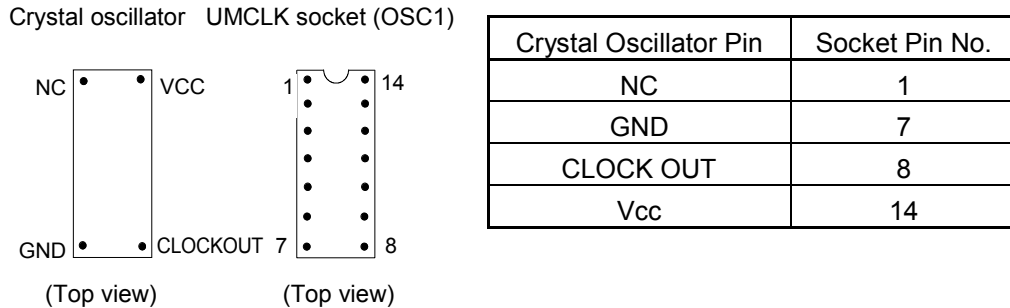 Crystal oscillator UMCLK socket (OSC1)
NC VCC 1 14
GND CLOCKOUT 7 8
(Top view) (Top view)
Crystal Oscillator Pin Socket Pin No.
NC 1
GND 7
CLOCK OUT 8
Vcc 14